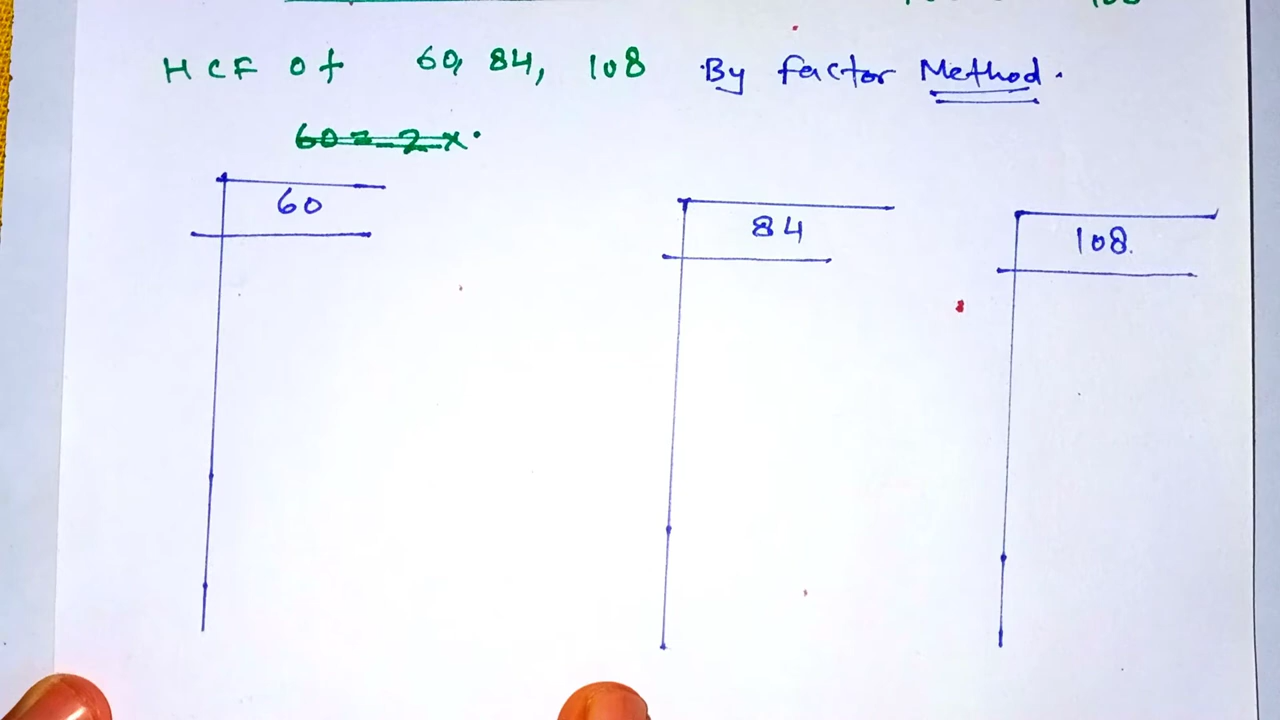 HCF of 60, 84, 108 By factor Method.
60 = 2 x
60
84
108.